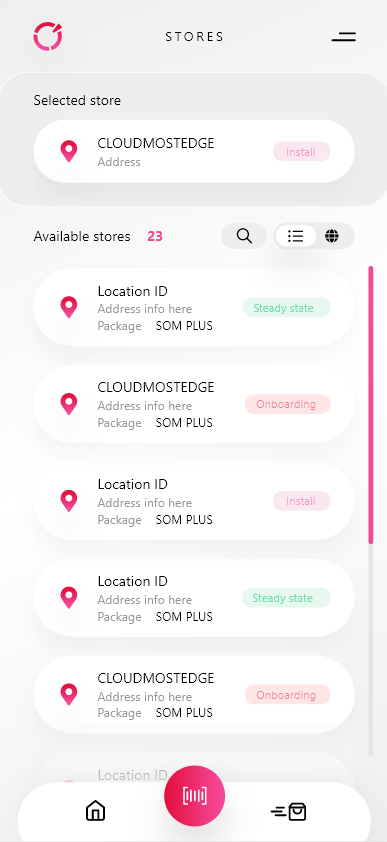 STORES
Selected store
CLOUDMOSTEDGE
Address
Install
Available stores 23
Location ID
Address info here
Steady state
Package SOM PLUS
CLOUDMOSTEDGE
Address info here
Onboarding
Package SOM PLUS
Location ID
Address info here
Install
Package SOM PLUS
Location ID
Address info here
Steady state
Package SOM PLUS
CLOUDMOSTEDGE
Address info here
Onboarding
Package SOM PLUS
Location ID